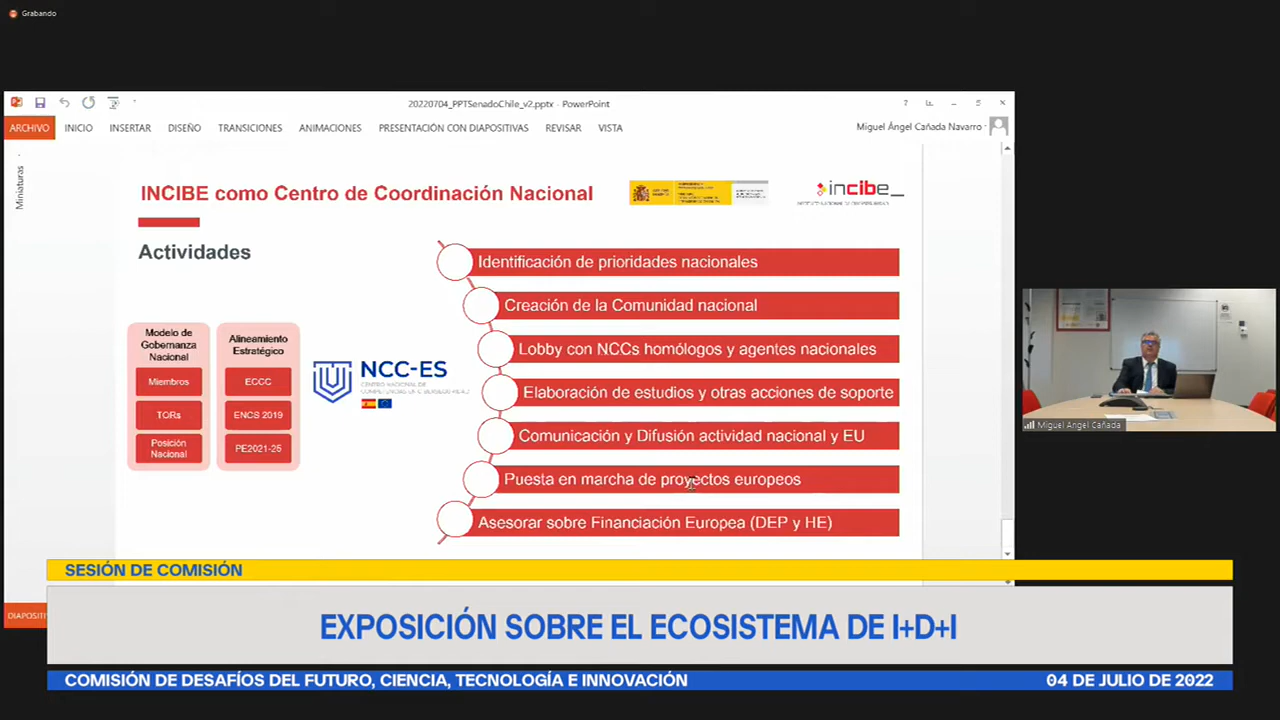 Grabando
20220704_PPTSenadoChile_v2.pptx - PowerPoint
ARCHIVO INICIO INSERTAR DISEÑO TRANSICIONES ANIMACIONES PRESENTACIÓN CON DIAPOSITIVAS REVISAR VISTA
Miguel Ángel Cañada Navarro
Miniaturas
INCIBE como Centro de Coordinación Nacional
incibe_
Actividades
Modelo de
Gobernanza
Nacional
Miembros
TORs
Posición
Nacional
Alineamiento
Estratégico
ECCC
ENCS 2019
PE2021-25
NCC-ES
Identificación de prioridades nacionales
Creación de la Comunidad nacional
Lobby con NCCs homólogos y agentes nacionales
Elaboración de estudios y otras acciones de soporte
Comunicación y Difusión actividad nacional y EU
Puesta en marcha de proyectos europeos
Asesorar sobre Financiación Europea (DEP y HE)
Miguel Angel Cañada
DIAPOSITI
SESIÓN DE COMISIÓN
EXPOSICIÓN SOBRE EL ECOSISTEMA DE I+D+I
COMISIÓN DE DESAFÍOS DEL FUTURO, CIENCIA, TECNOLOGÍA E INNOVACIÓN
04 DE JULIO DE 2022